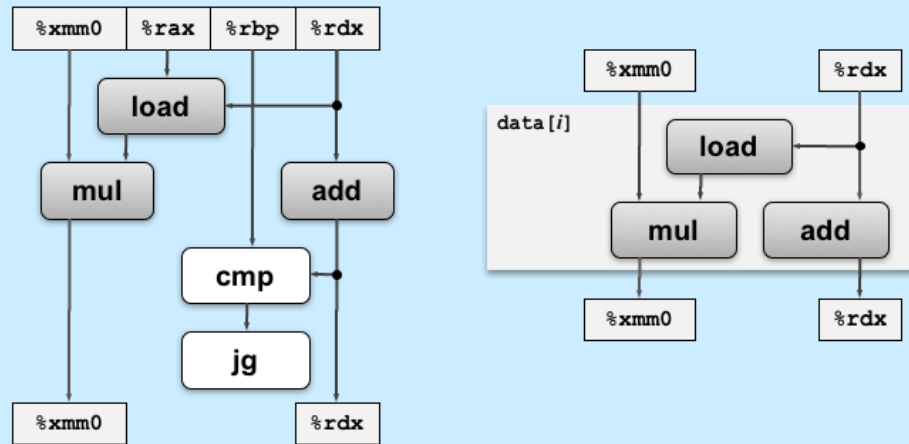 %xmm0 %rax %rbp %rdx
load
mul add
cmp
jg
%xmm0 %rdx
%xmm0 %rdx
data[i]
load
mul add
%xmm0 %rdx